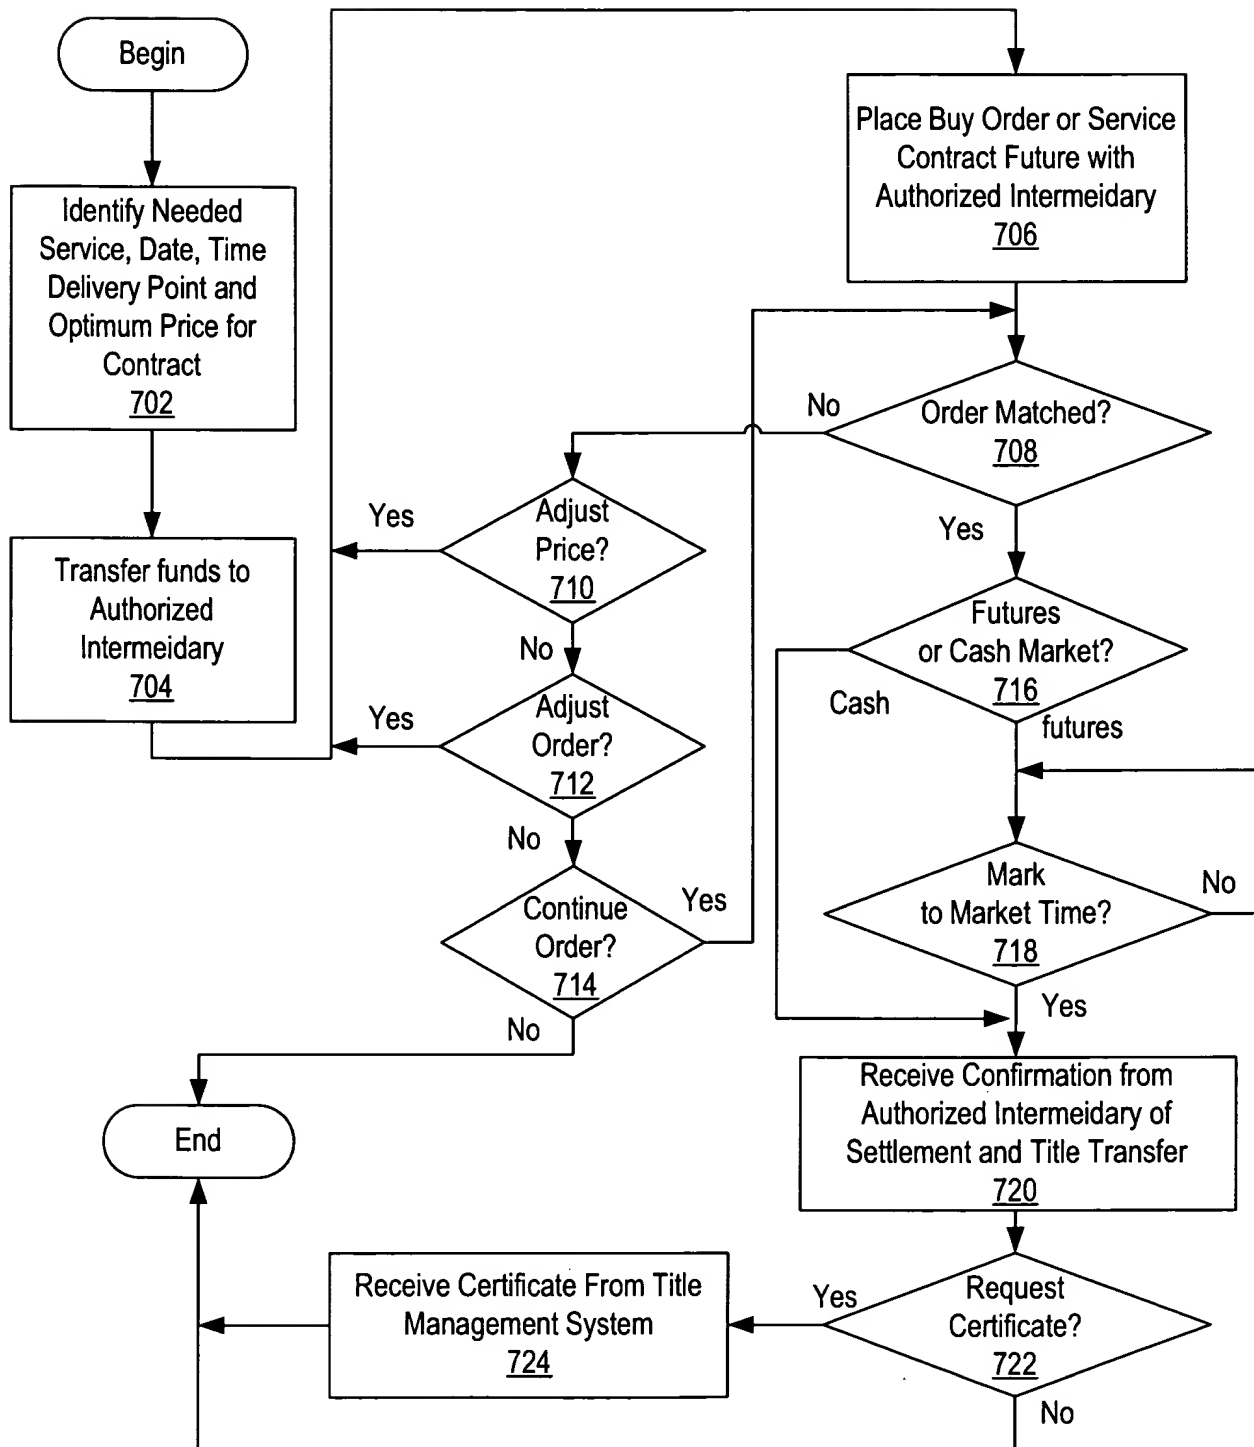 Begin
Identify Needed
Service, Date, Time
Delivery Point and
Optimum Price for
Contract
702
Transfer funds to
Authorized
Intermeidary
704
Place Buy Order or Service
Contract Future with
Authorized Intermeidary
706
Order Matched?
708
No
Yes
Adjust
Price?
710
Yes
No
Adjust
Order?
712
Yes
No
Continue
Order?
714
Yes
No
Futures
or Cash Market?
716
Cash
futures
Mark
to Market Time?
718
No
Yes
Receive Confirmation from
Authorized Intermeidary of
Settlement and Title Transfer
720
Request
Certificate?
722
Yes
No
Receive Certificate From Title
Management System
724
End